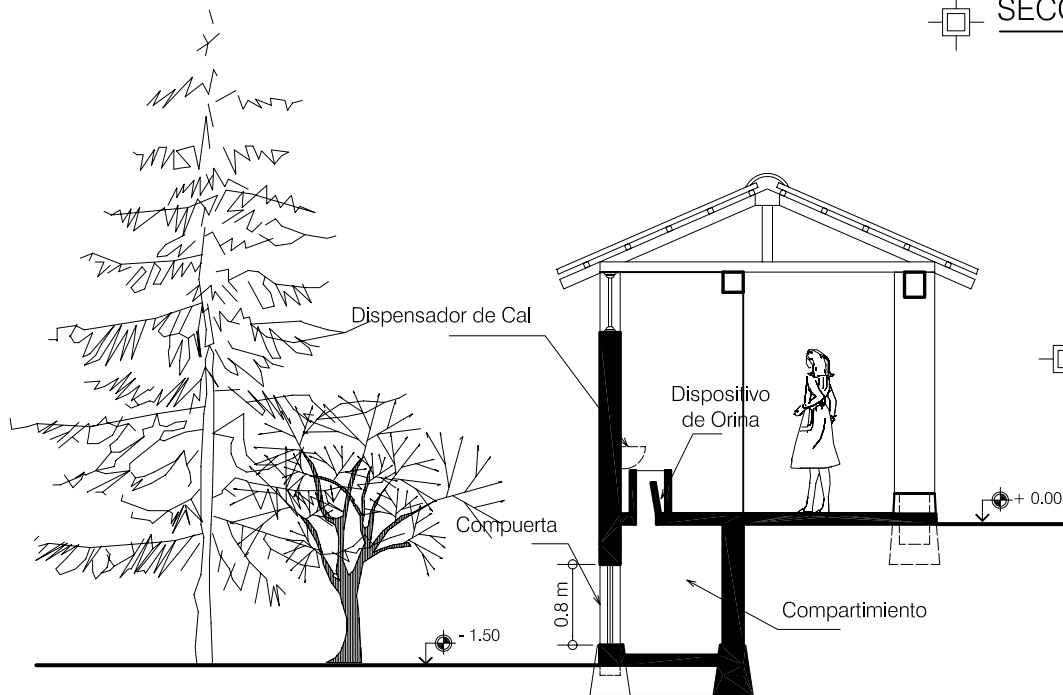 SECC
Dispensador de Cal
Dispositivo
de Orina
+ 0.00
Compuerta
0.8 m
Compartimiento
- 1.50